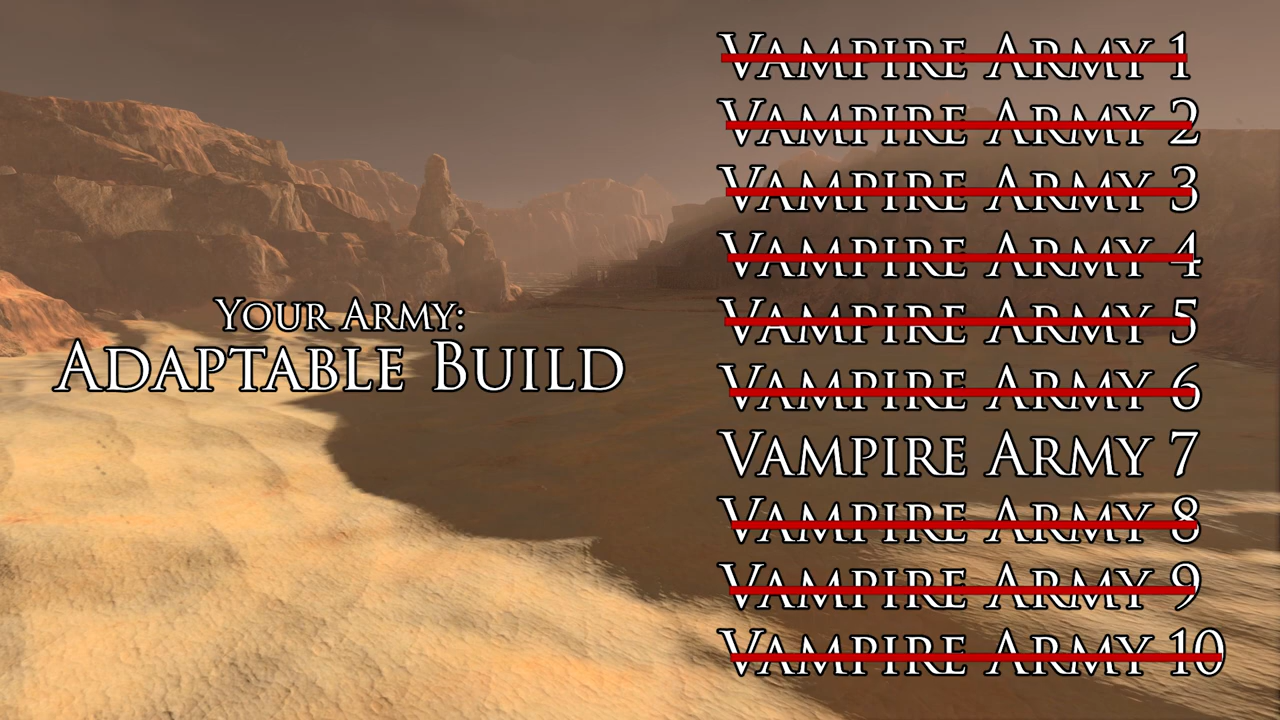 Your Army:
Adaptable Build
Vampire Army 1
Vampire Army 2
Vampire Army 3
Vampire Army 4
Vampire Army 5
Vampire Army 6
Vampire Army 7
Vampire Army 8
Vampire Army 9
Vampire Army 10